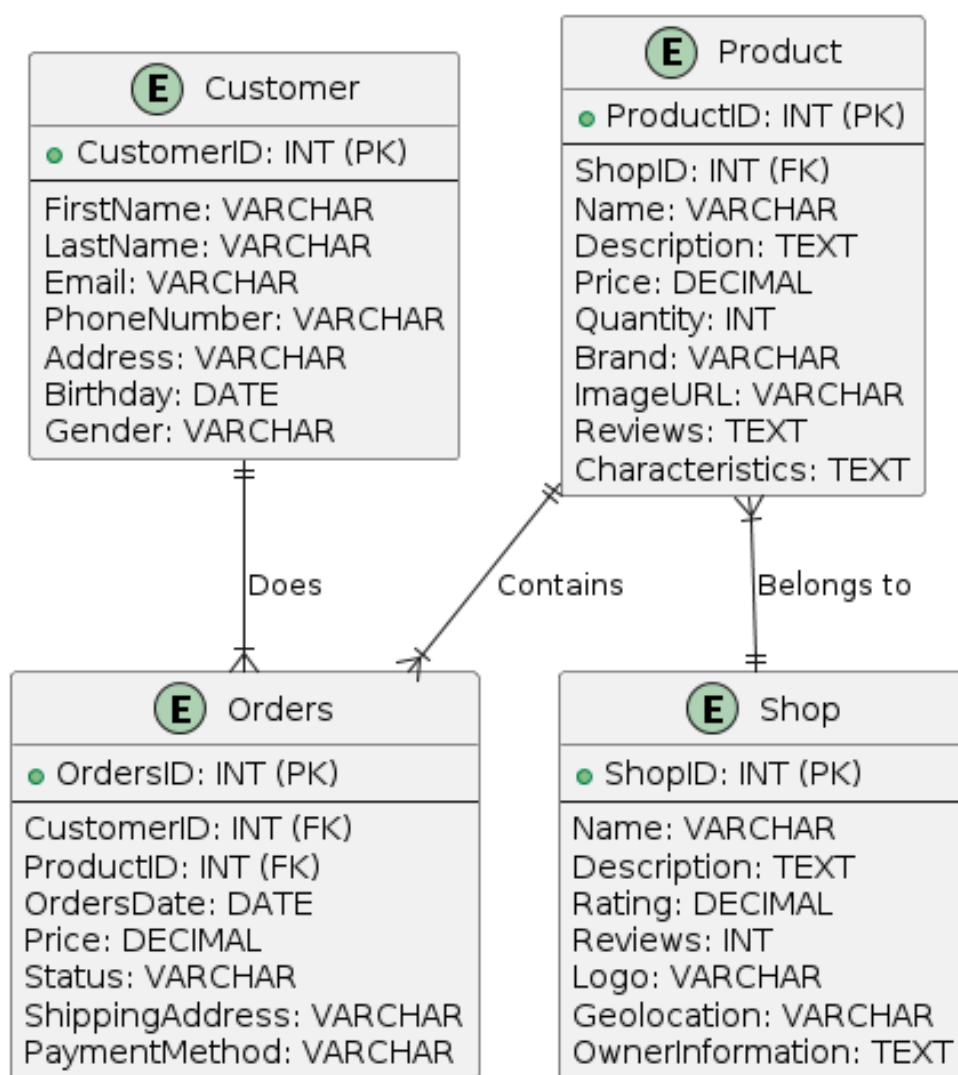 E Customer
CustomerID: INT (PK)
FirstName: VARCHAR
LastName: VARCHAR
Email: VARCHAR
PhoneNumber: VARCHAR
Address: VARCHAR
Birthday: DATE
Gender: VARCHAR
E Product
ProductID: INT (PK)
ShopID: INT (FK)
Name: VARCHAR
Description: TEXT
Price: DECIMAL
Quantity: INT
Brand: VARCHAR
ImageURL: VARCHAR
Reviews: TEXT
Characteristics: TEXT
Does
Contains
Belongs to
E Orders
OrdersID: INT (PK)
CustomerID: INT (FK)
ProductID: INT (FK)
OrdersDate: DATE
Price: DECIMAL
Status: VARCHAR
ShippingAddress: VARCHAR
PaymentMethod: VARCHAR
E Shop
ShopID: INT (PK)
Name: VARCHAR
Description: TEXT
Rating: DECIMAL
Reviews: INT
Logo: VARCHAR
Geolocation: VARCHAR
OwnerInformation: TEXT